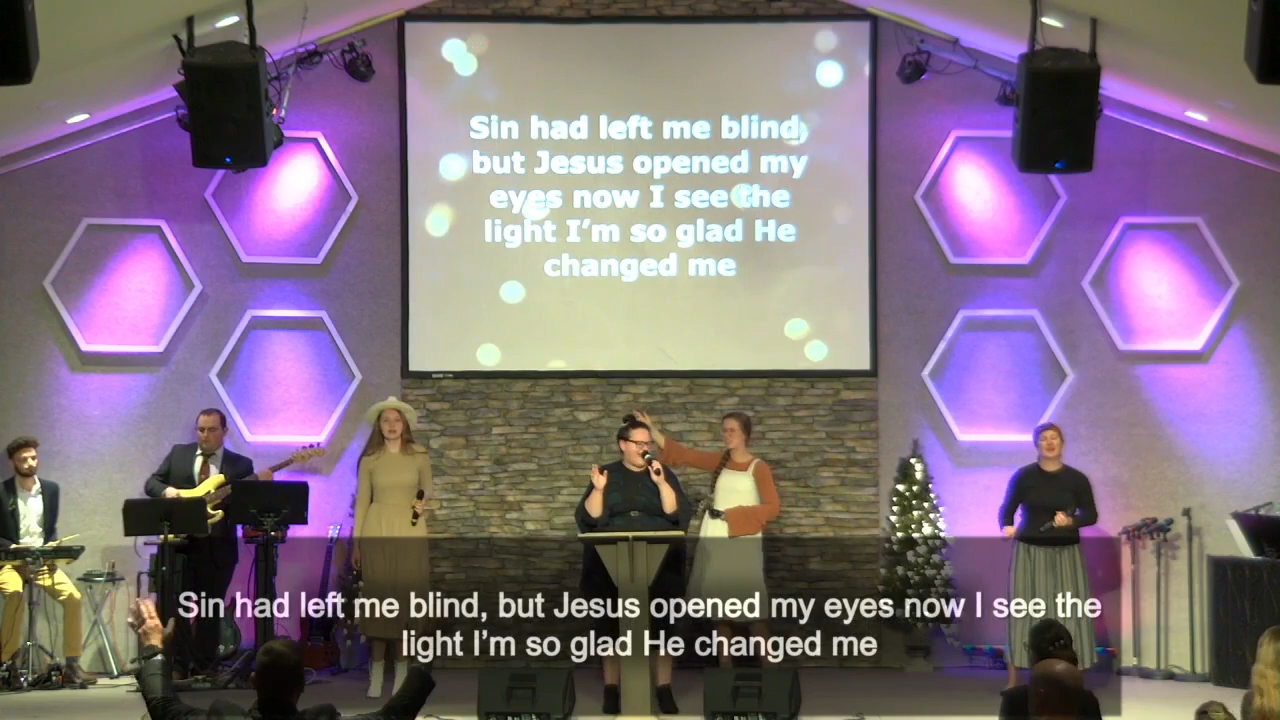 Sin had left me blind,
but Jesus opened my
eyes now I see the
light I'm so glad He
changed me
Sin had left me blind, but Jesus opened my eyes now I see the
light I'm so glad He changed me